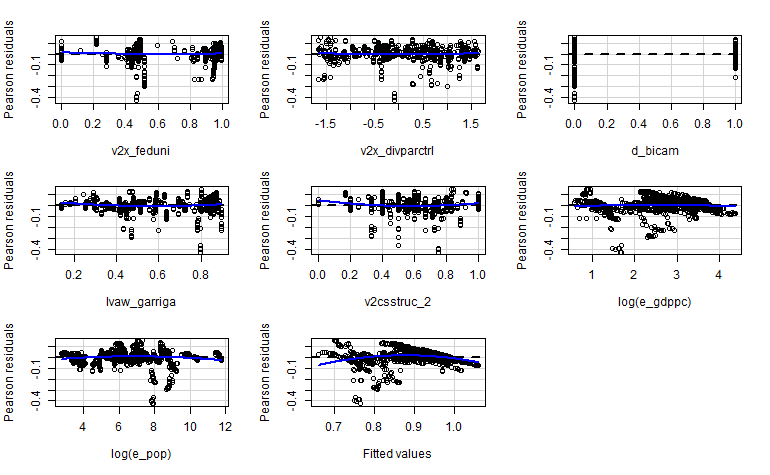 Pearson residuals
-0.4 -0.1
0.0 0.2 0.4 0.6 0.8 1.0
v2x_feduni
Pearson residuals
-0.4 -0.1
-1.5 -0.5 0.5 1.5
v2x_divparctrl
Pearson residuals
-0.4 -0.1
0.0 0.2 0.4 0.6 0.8 1.0
d_bicam
Pearson residuals
-0.4 -0.1
0.2 0.4 0.6 0.8
lvaw_garriga
Pearson residuals
-0.4 -0.1
0.0 0.2 0.4 0.6 0.8 1.0
v2csstruc_2
Pearson residuals
-0.4 -0.1
1 2 3 4
log(e_gdppc)
Pearson residuals
-0.4 -0.1
4 6 8 10 12
log(e_pop)
Pearson residuals
-0.4 -0.1
0.7 0.8 0.9 1.0
Fitted values